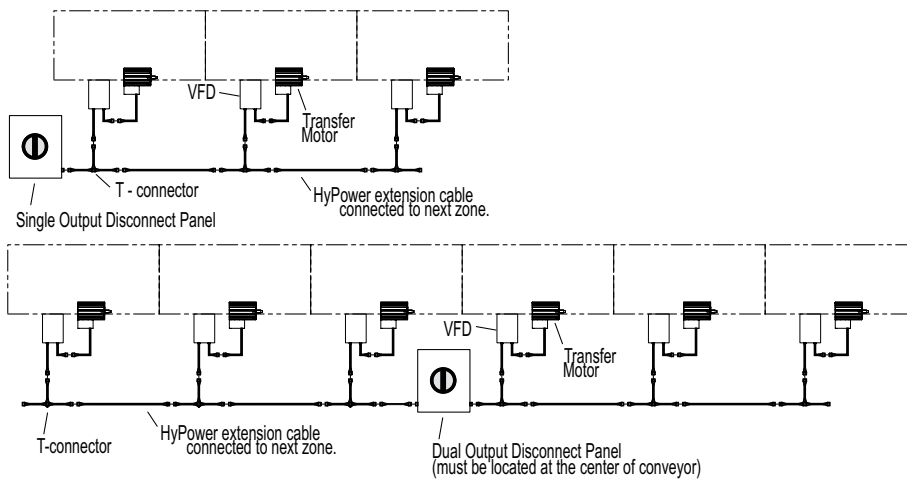 VFD
Transfer
Motor
T - connector
HyPower extension cable
connected to next zone.
Single Output Disconnect Panel
VFD
Transfer
Motor
T-connector
HyPower extension cable
connected to next zone.
Dual Output Disconnect Panel
(must be located at the center of conveyor)